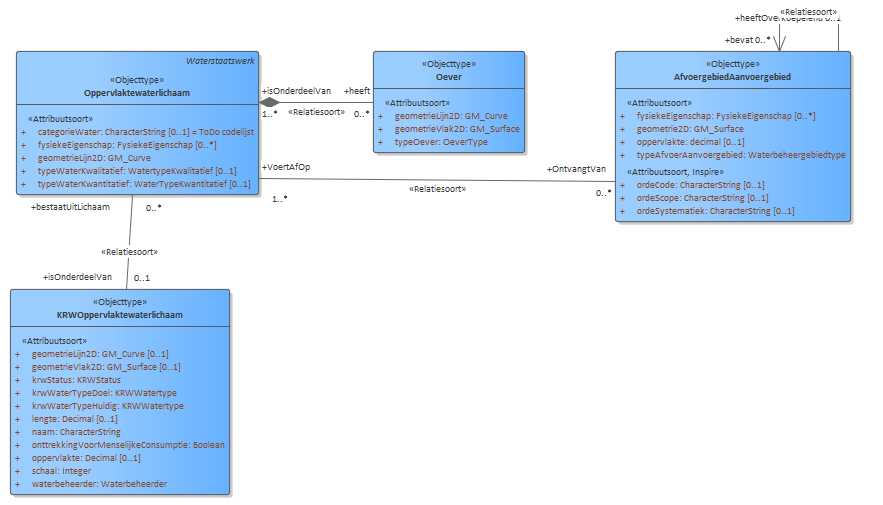 «Relatiesoort»
+heeftOverkoepelend 0..1
+bevat 0..*
Waterstaatswerk
«Objecttype»
Oppervlaktewaterlichaam
«Attribuutsoort»
+ categorieWater: CharacterString [0..1] = ToDo codelijst
+ fysiekeEigenschap: FysiekeEigenschap [0..*]
+ geometrieLijn2D: GM_Curve
+ typeWaterKwalitatief: WatertypeKwalitatief [0..1]
+ typeWaterKwantitatief: WaterTypeKwantitatief [0..1]
+isOnderdeelVan
+heeft
1..*
«Relatiesoort»
0..*
«Objecttype»
Oever
«Attribuutsoort»
+ geometrieLijn2D: GM_Curve
+ geometrieVlak2D: GM_Surface
+ typeOever: OeverType
«Objecttype»
AfvoergebiedAanvoergebied
«Attribuutsoort»
+ fysiekeEigenschap: FysiekeEigenschap [0..*]
+ geometrie2D: GM_Surface
+ oppervlakte: decimal [0..1]
+ typeAfvoerAanvoergebied: Waterbeheergebiedtype
«Attribuutsoort, Inspire»
+ ordeCode: CharacterString [0..1]
+ ordeScope: CharacterString [0..1]
+ ordeSystematiek: CharacterString [0..1]
+VoertAfOp
+OntvangtVan
1..*
«Relatiesoort»
0..*
+bestaatUitLichaam
0..*
«Relatiesoort»
+isOnderdeelVan
0..1
«Objecttype»
KRWOppervlaktewaterlichaam
«Attribuutsoort»
+ geometrieLijn2D: GM_Curve [0..1]
+ geometrieVlak2D: GM_Surface [0..1]
+ krwStatus: KRWStatus
+ krwWaterTypeDoel: KRWWatertype
+ krwWaterTypeHuidig: KRWWatertype
+ lengte: Decimal [0..1]
+ naam: CharacterString
+ onttrekkingVoorMenselijkeConsumptie: Boolean
+ oppervlakte: Decimal [0..1]
+ schaal: Integer
+ waterbeheerder: Waterbeheerder